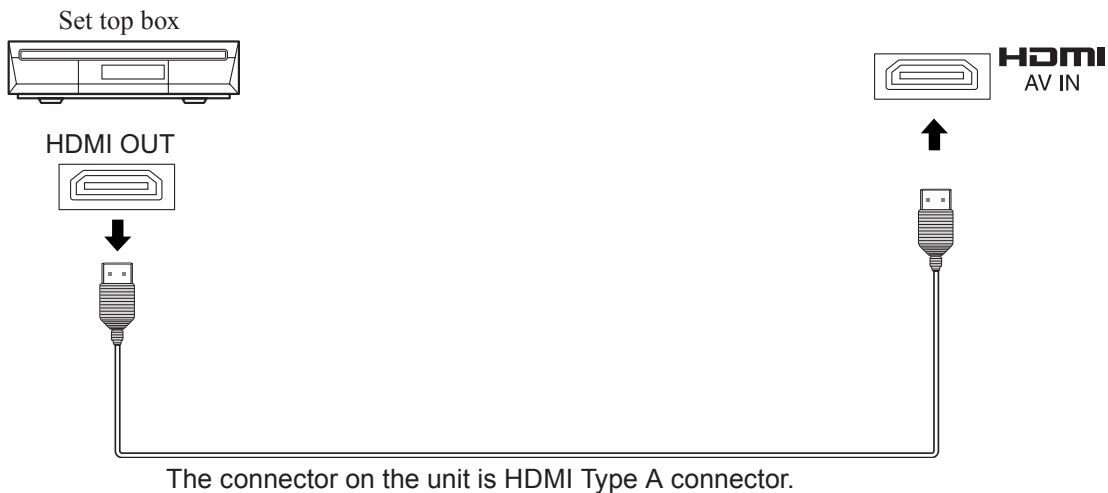 Set top box
HDMI
AV IN
HDMI OUT
The connector on the unit is HDMI Type A connector.